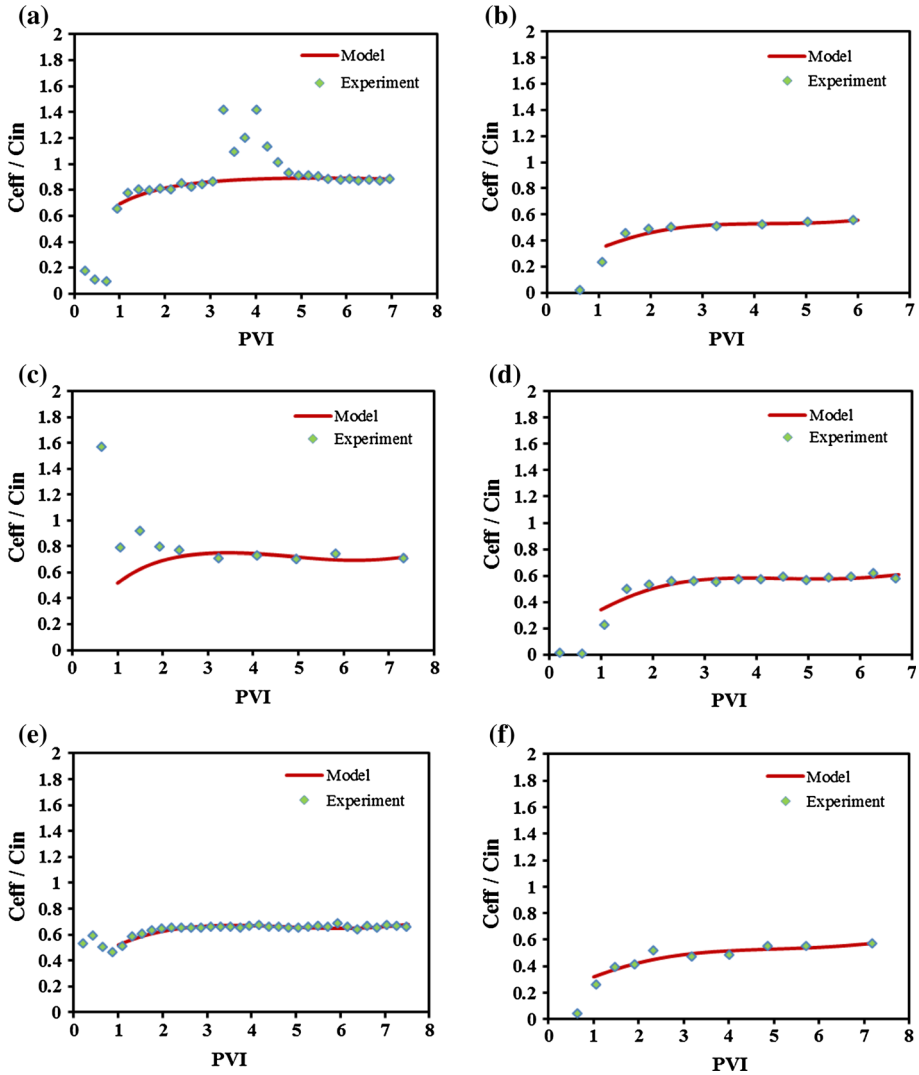 (a)
Ceff / Cin
2
1.8
1.6
1.4
1.2
1
0.8
0.6
0.4
0.2
0
Model
Experiment
0 1 2 3 4 5 6 7 8
PVI
(b)
Ceff / Cin
2
1.8
1.6
1.4
1.2
1
0.8
0.6
0.4
0.2
0
Model
Experiment
0 1 2 3 4 5 6 7
PVI
(c)
Ceff / Cin
2
1.8
1.6
1.4
1.2
1
0.8
0.6
0.4
0.2
0
Model
Experiment
0 1 2 3 4 5 6 7 8
PVI
(d)
Ceff / Cin
2
1.8
1.6
1.4
1.2
1
0.8
0.6
0.4
0.2
0
Model
Experiment
0 1 2 3 4 5 6 7
PVI
(e)
Ceff / Cin
2
1.8
1.6
1.4
1.2
1
0.8
0.6
0.4
0.2
0
Model
Experiment
0 1 2 3 4 5 6 7 8
PVI
(f)
Ceff / Cin
2
1.8
1.6
1.4
1.2
1
0.8
0.6
0.4
0.2
0
Model
Experiment
0 1 2 3 4 5 6 7 8
PVI